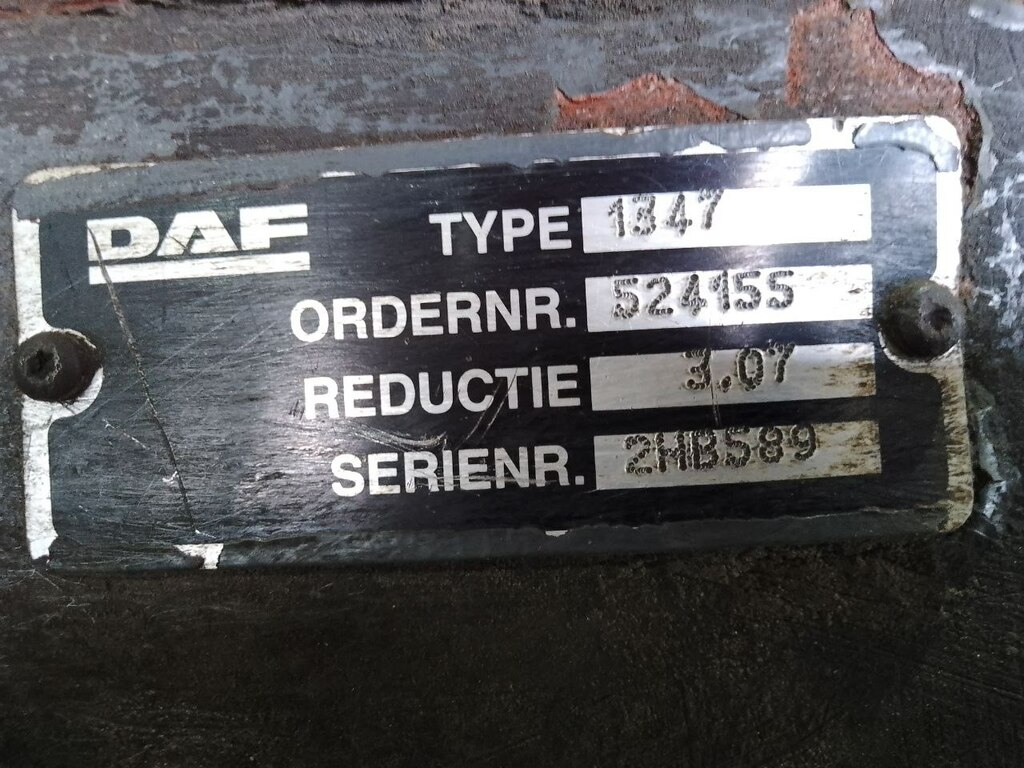 DAF
TYPE 1347
ORDERNR. 524155
REDUCTIE 3.07
SERIENR. 2HB589